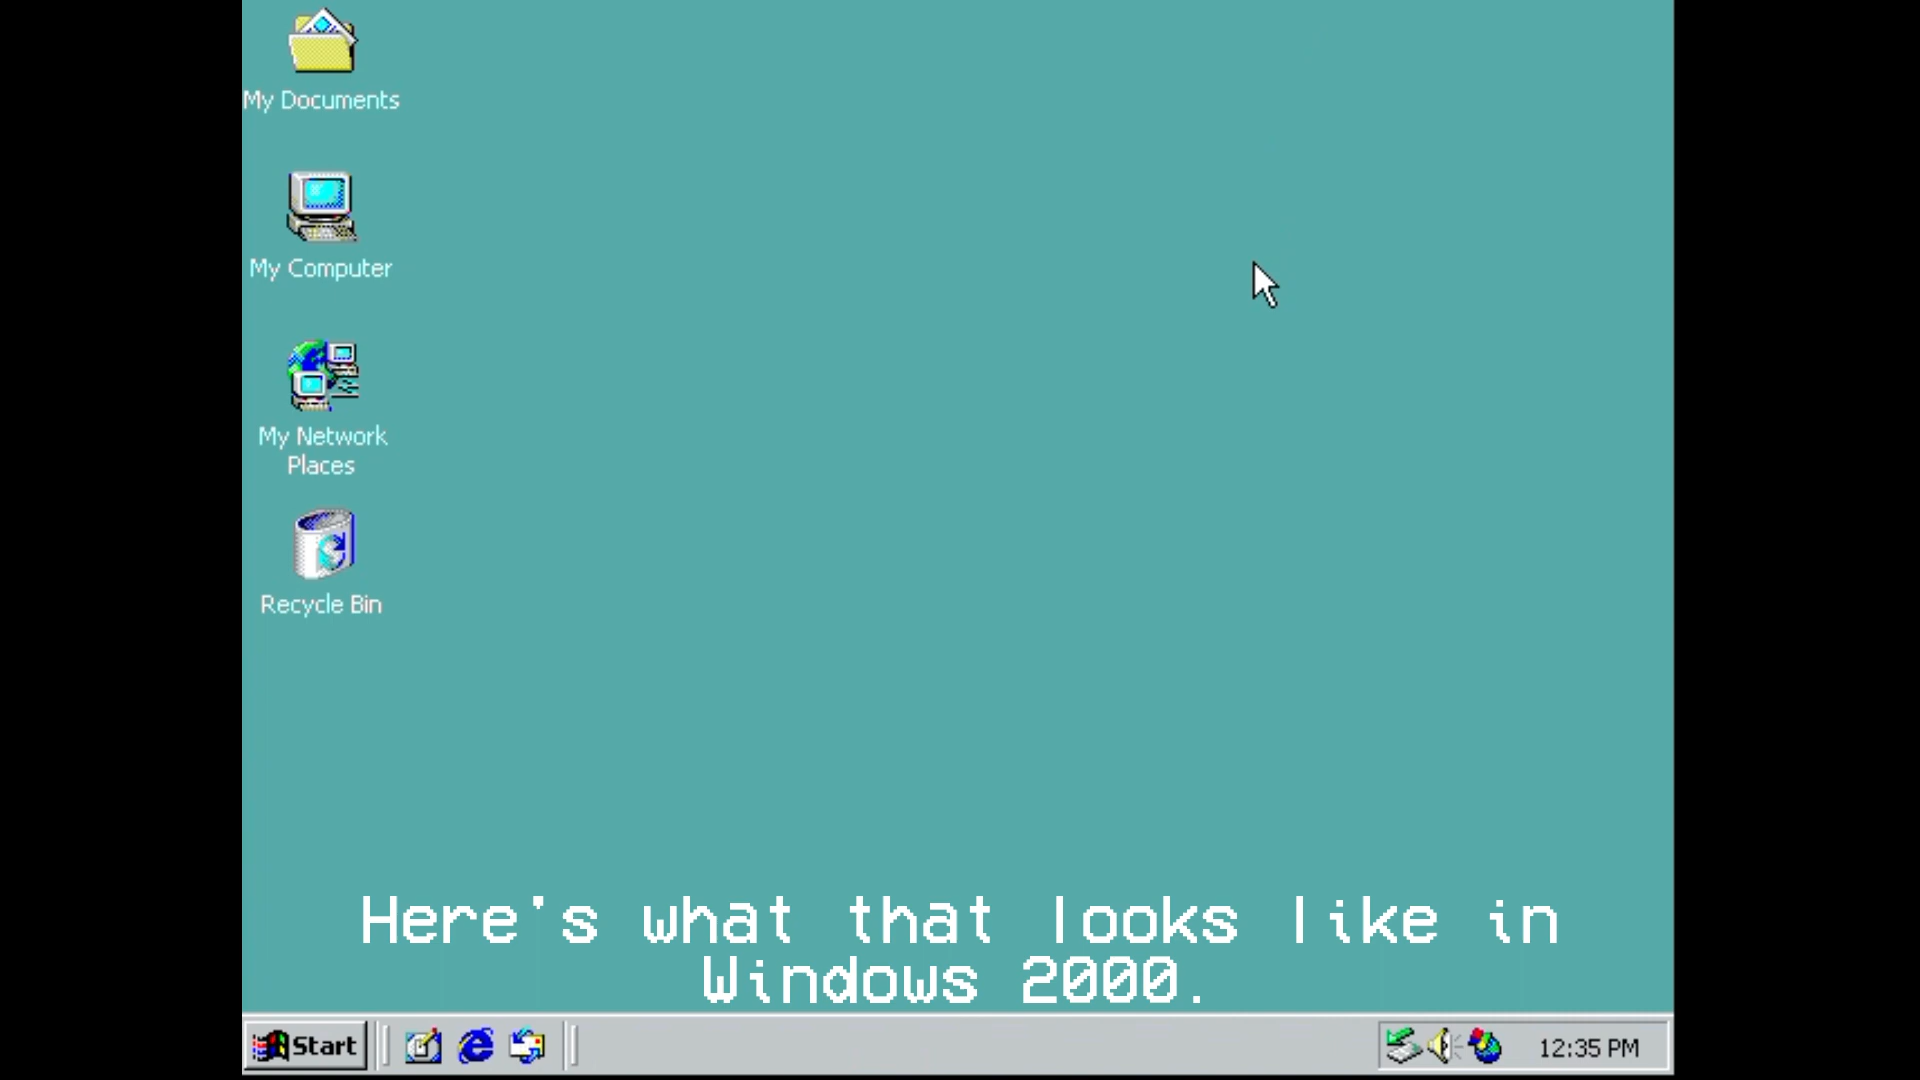 My Documents
My Computer
My Network
Places
Recycle Bin
Here's what that looks like in
Windows 2000.
Start
12:35 PM